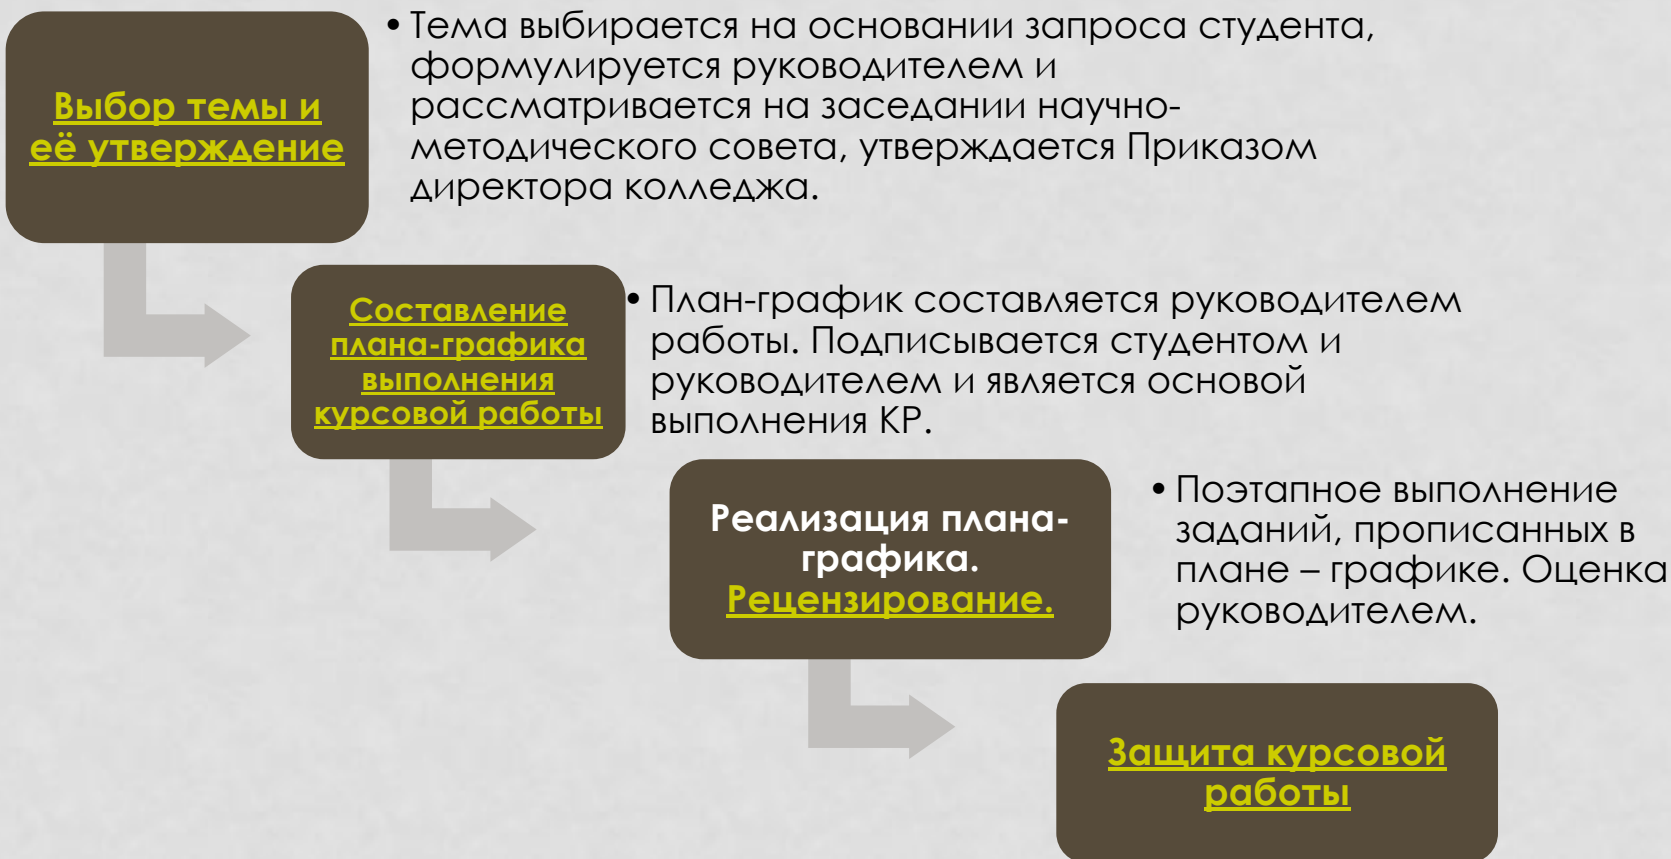 Выбор темы и
её утверждение
• Тема выбирается на основании запроса студента,
формулируется руководителем и
рассматривается на заседании научно-
методического совета, утверждается Приказом
директора колледжа.
Составление
плана-графика
выполнения
курсовой работы
• План-график составляется руководителем
работы. Подписывается студентом и
руководителем и является основой
выполнения КР.
Реализация плана-
графика.
Рецензирование.
• Поэтапное выполнение
заданий, прописанных в
плане – графике. Оценка
руководителем.
Защита курсовой
работы